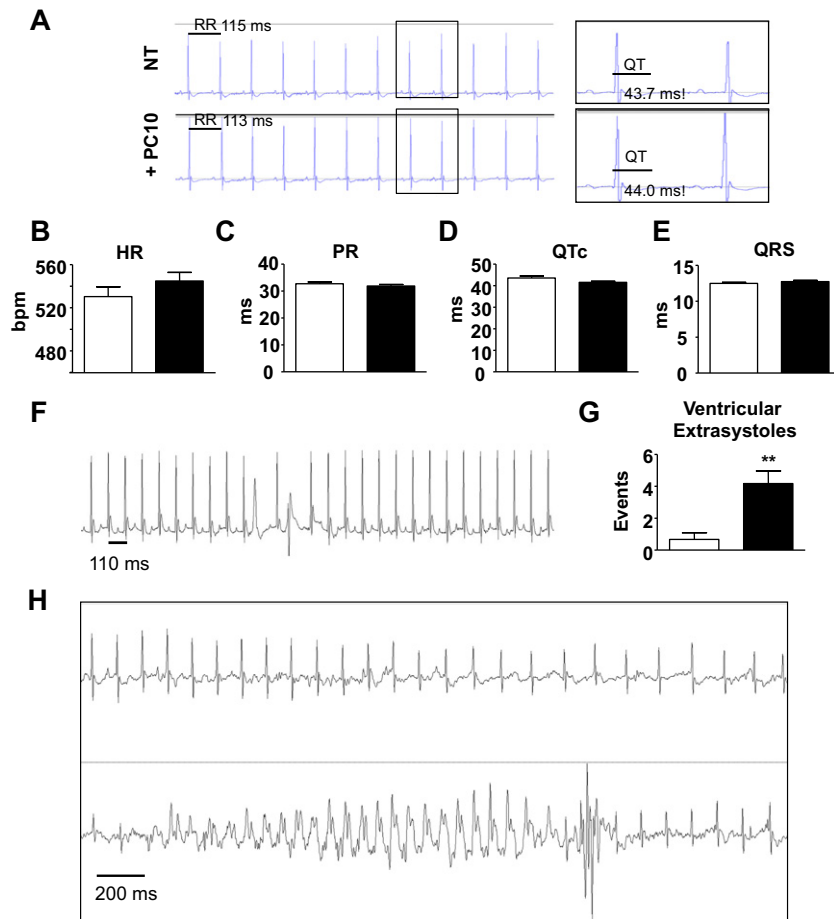 A
NT
RR 115 ms
QT
43.7 ms!
+ PC10
RR 113 ms
QT
44.0 ms!
B
HR
bpm
560
520
480
C
PR
ms
40
30
20
10
0
D
QTc
ms
50
40
30
20
10
0
E
QRS
ms
15
10
5
0
F
110 ms
G
Ventricular
Extrasystoles
Events
6
4
2
0
**
H
200 ms